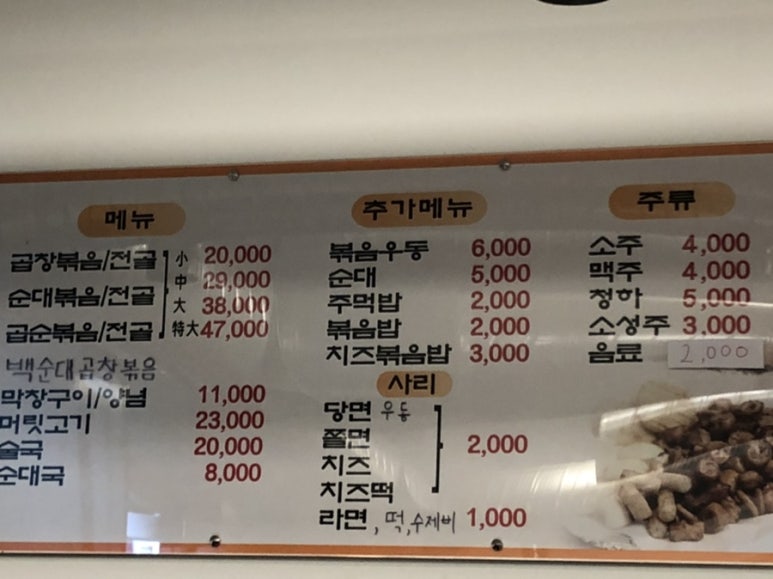 메뉴
곱창볶음/전골 小 20,000
순대볶음/전골 中 29,000
곱순볶음/전골 大 38,000
特大 47,000
백순대곱창볶음
막창구이/양념 11,000
머릿고기 23,000
술국 20,000
순대국 8,000
추가메뉴
볶음우동 6,000
순대 5,000
주먹밥 2,000
볶음밥 2,000
치즈볶음밥 3,000
사리
당면 우동
쫄면
치즈
치즈떡
2,000
라면, 떡, 수제비 1,000
주류
소주 4,000
맥주 4,000
청하 5,000
소성주 3,000
음료 2,000